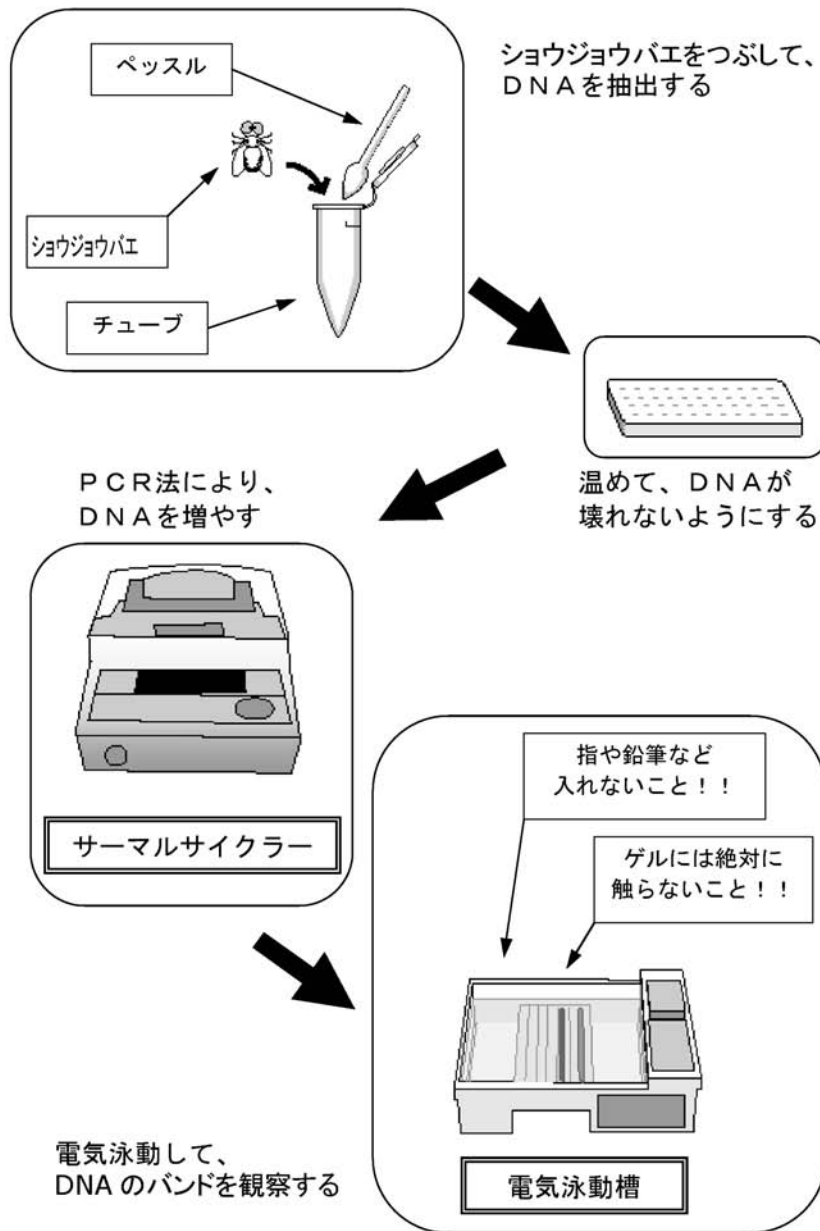 ペッスル
ショウジョウバエをつぶして、
ＤＮＡを抽出する
ショウジョウバエ
チューブ
温めて、ＤＮＡが
壊れないようにする
ＰＣＲ法により、
ＤＮＡを増やす
サーマルサイクラー
指や鉛筆など
入れないこと！！
ゲルには絶対に
触らないこと！！
電気泳動して、
DNA のバンドを観察する
電気泳動槽